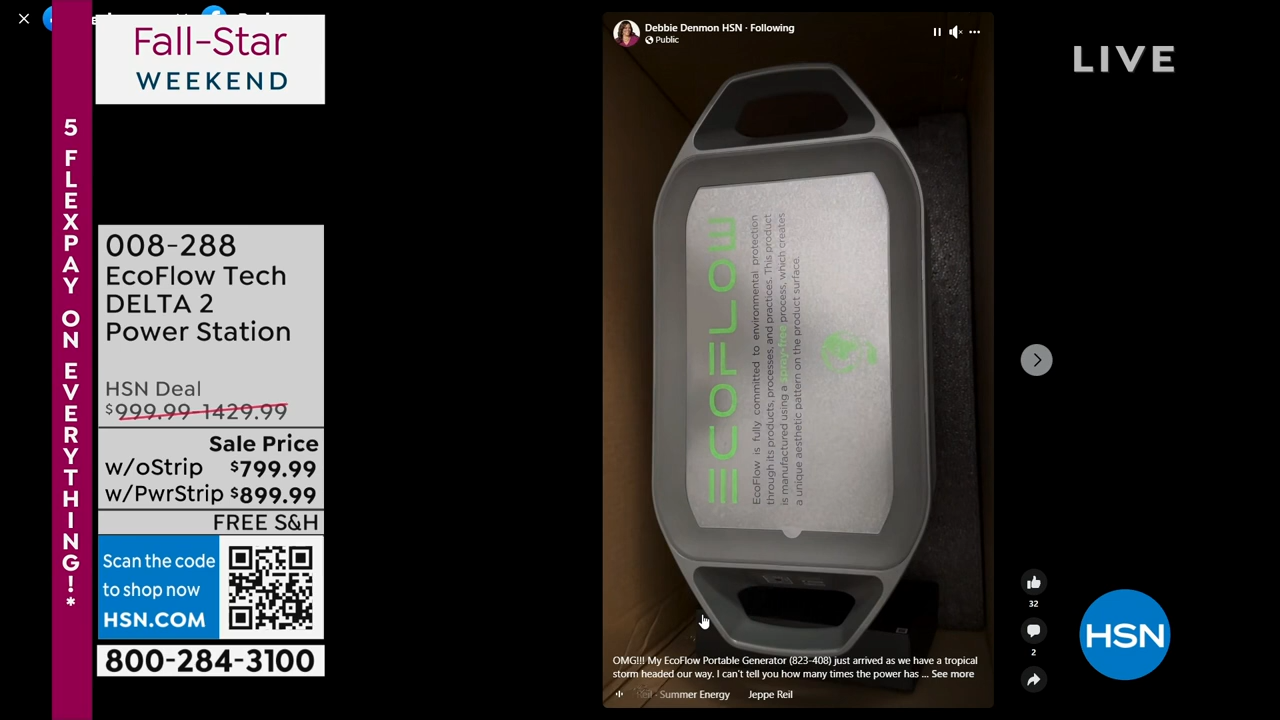 Fall-Star
WEEKEND
5 FLEXPAY ON EVERYTHING!*
008-288
EcoFlow Tech
DELTA 2
Power Station
HSN Deal
$999.99-1429.99
Sale Price
w/oStrip $799.99
w/PwrStrip $899.99
FREE S&H
Scan the code
to shop now
HSN.COM
800-284-3100
Debbie Denmon HSN · Following
Public
ECOFLOW
EcoFlow is fully committed to environmental protection
through its products, processes, and practices. This product
is manufactured using a process, which creates
a unique aesthetic pattern on the product surface.
OMG!!! My EcoFlow Portable Generator (823-408) just arrived as we have a tropical
storm headed our way. I can't tell you how many times the power has ... See more
Summer Energy Jeppe Reil
32
2
LIVE
HSN